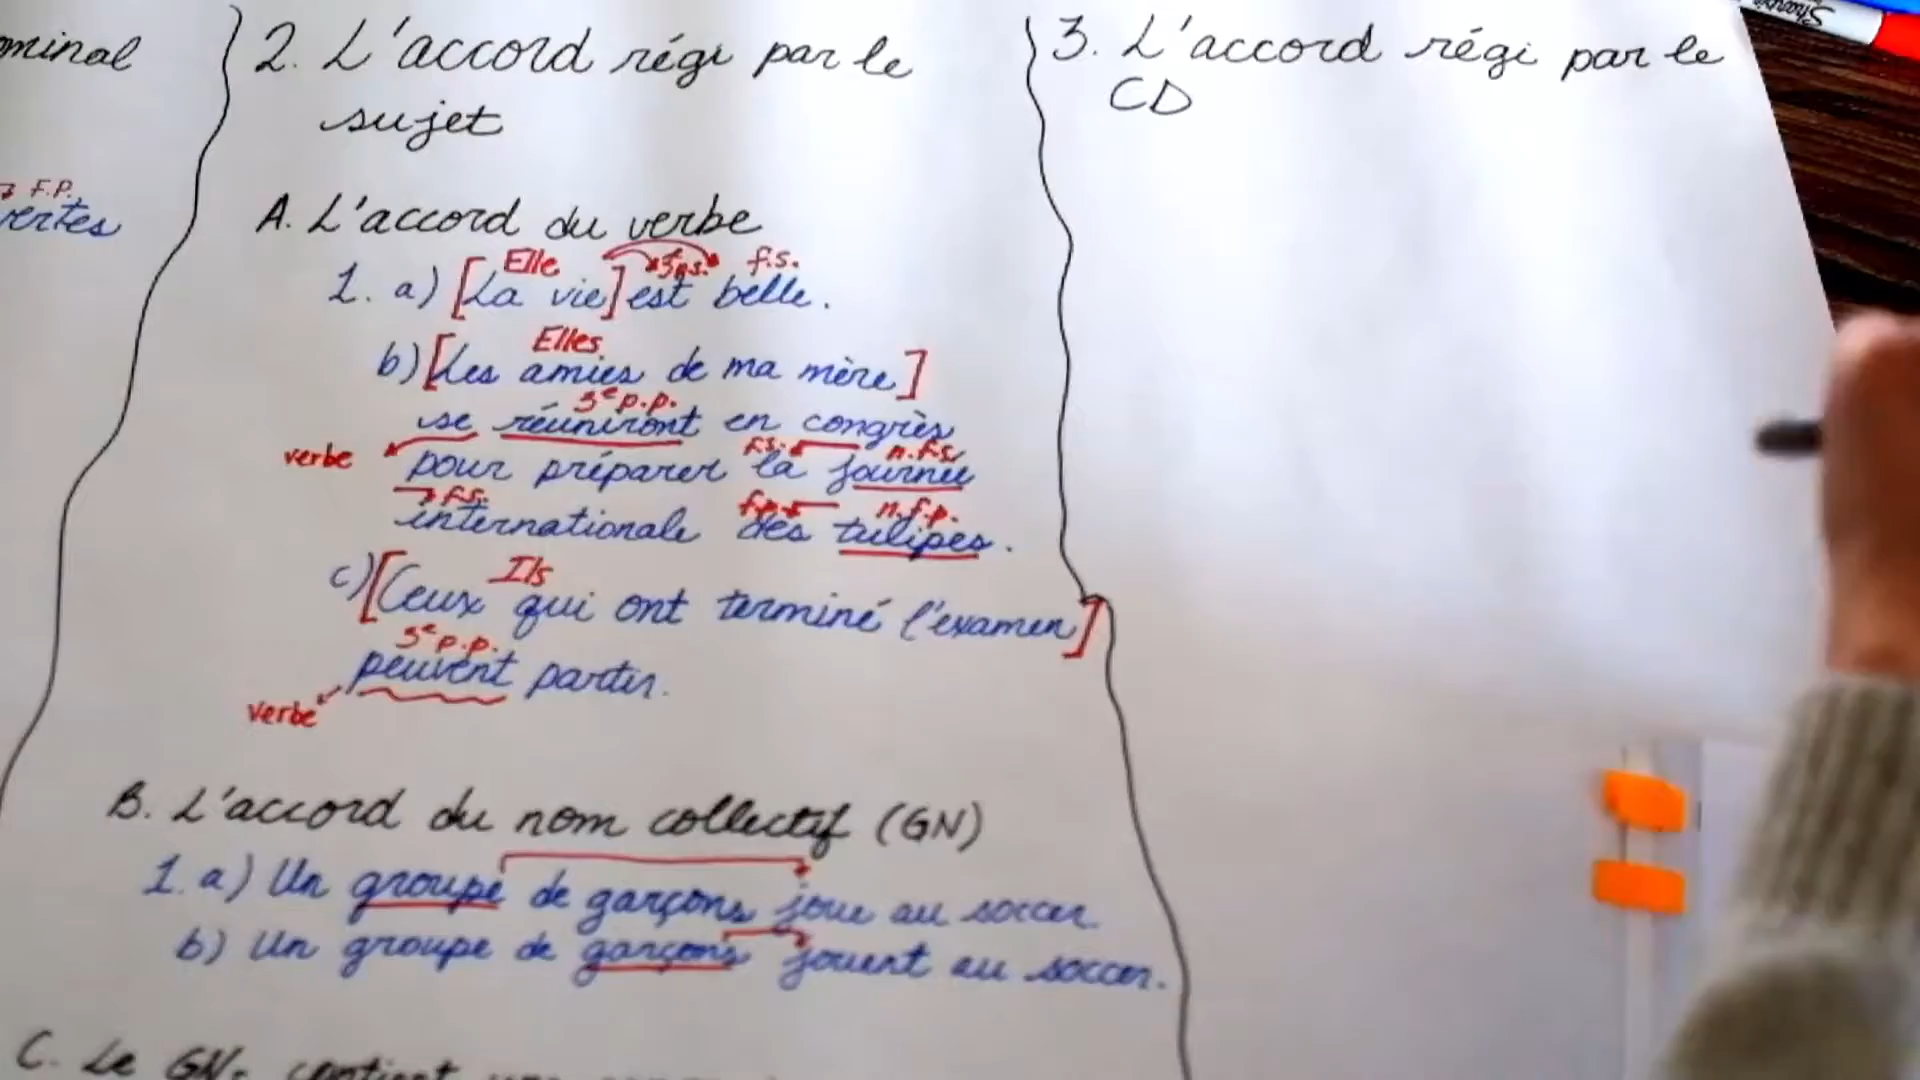 minal
F.P.
vertes
2. L'accord régi par le
sujet
A. L'accord du verbe
Elle 3e p.s. f.s.
1. a) [La vie] est belle.
Elles
b) [Les amies de ma mère]
3e p.p.
se réuniront en congrès
verbe f.s. n.f.s.
pour préparer la journée
f.s. f.p. n.f.p.
internationale des tulipes.
Ils
c) [Ceux qui ont terminé l'examen]
3e p.p.
peuvent partir.
verbe
B. L'accord du nom collectif (GN)
1. a) Un groupe de garçons joue au soccer.
b) Un groupe de garçons jouent au soccer.
C. Le GNs contient
3. L'accord régi par le
CD
Sharpie